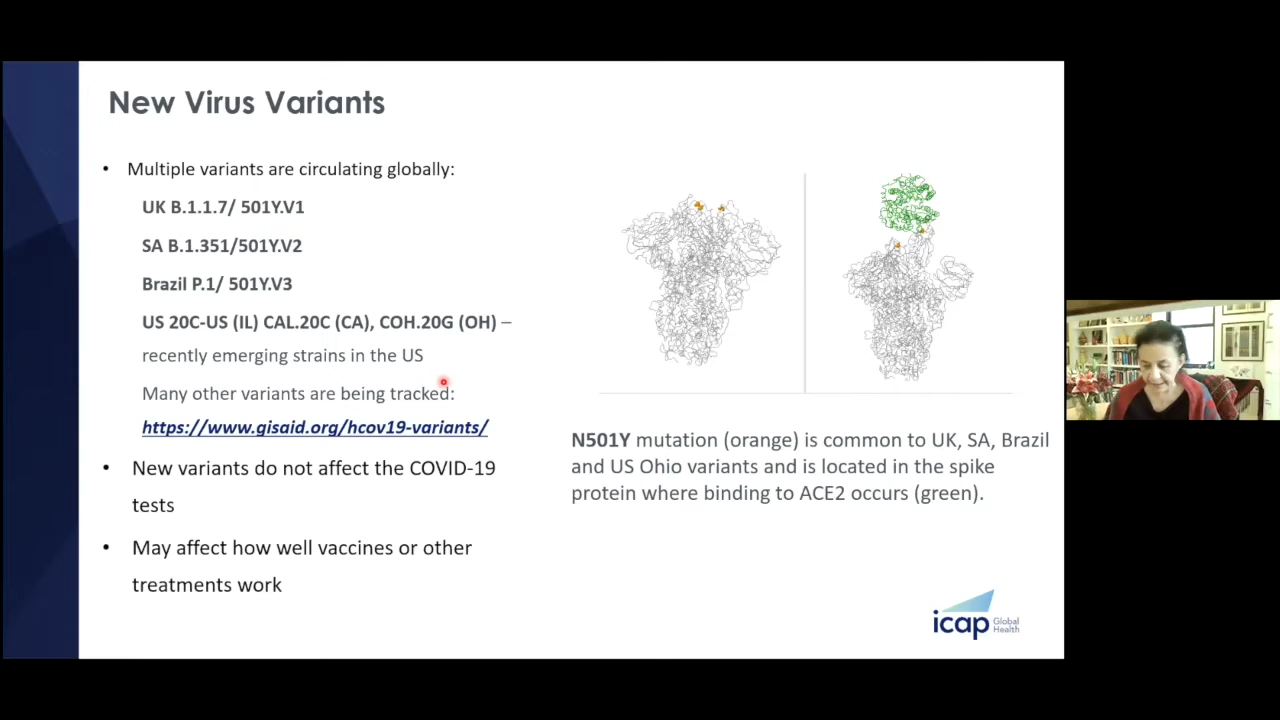 New Virus Variants
• Multiple variants are circulating globally:
UK B.1.1.7/ 501Y.V1
SA B.1.351/501Y.V2
Brazil P.1/ 501Y.V3
US 20C-US (IL) CAL.20C (CA), COH.20G (OH) –
recently emerging strains in the US
Many other variants are being tracked:
https://www.gisaid.org/hcov19-variants/
• New variants do not affect the COVID-19
tests
• May affect how well vaccines or other
treatments work
N501Y mutation (orange) is common to UK, SA, Brazil
and US Ohio variants and is located in the spike
protein where binding to ACE2 occurs (green).
icap Global
Health